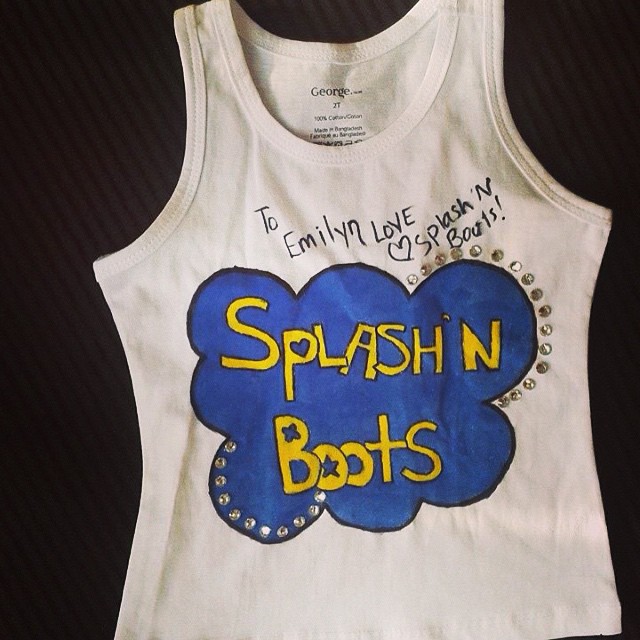 George.
2T
100% Cotton/Coton
Made in Bangladesh
Fabriqué au Bangladesh
To Emilyn LOVE
♡ Splash 'N Boots!
SPLASH 'N
Boots